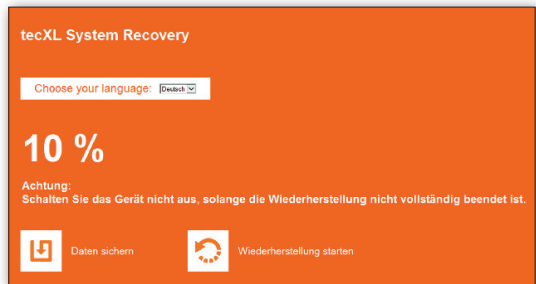 tecXL System Recovery
Choose your language: Deutsch
10 %
Achtung:
Schalten Sie das Gerät nicht aus, solange die Wiederherstellung nicht vollständig beendet ist.
Daten sichern
Wiederherstellung starten